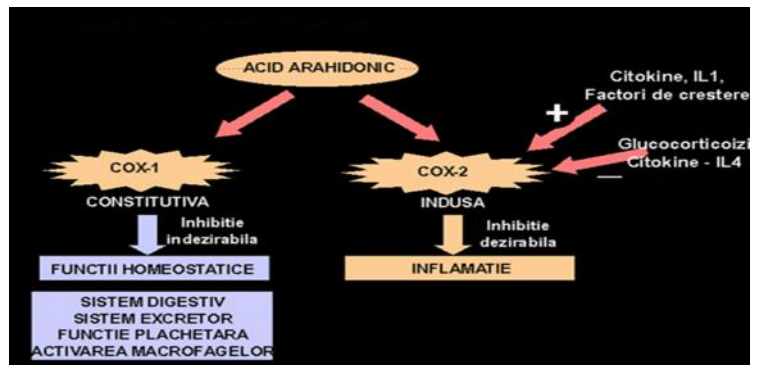 ACID ARAHIDONIC
Citokine, IL1,
Factori de crestere
+
Glucocorticoizi
Citokine - IL4
—
COX-1
CONSTITUTIVA
Inhibitie
indezirabila
FUNCTII HOMEOSTATICE
SISTEM DIGESTIV
SISTEM EXCRETOR
FUNCTIE PLACHETARA
ACTIVAREA MACROFAGELOR
COX-2
INDUSA
Inhibitie
dezirabila
INFLAMATIE